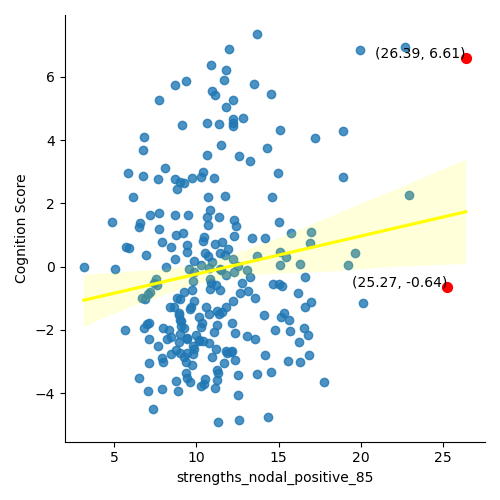 (26.39, 6.61)
(25.27, -0.64)
Cognition Score
6
4
2
0
−2
−4
5 10 15 20 25
strengths_nodal_positive_85